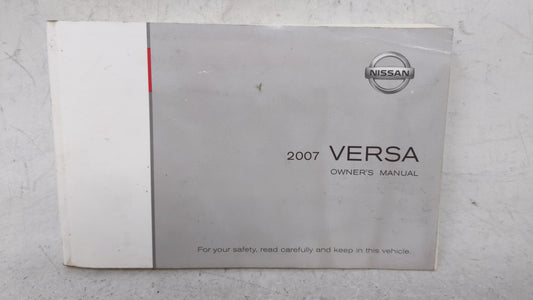 NISSAN
2007 VERSA
OWNER'S MANUAL
For your safety, read carefully and keep in this vehicle.